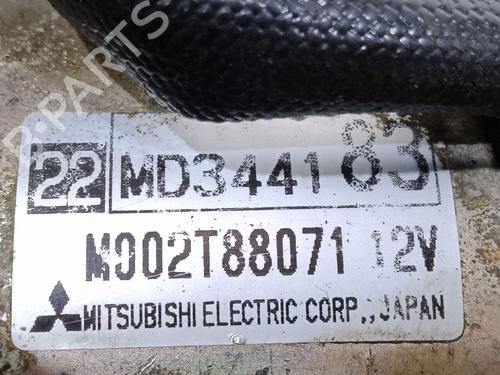 B-PARTS
22 MD344183
M002T88071 12V
MITSUBISHI ELECTRIC CORP., JAPAN